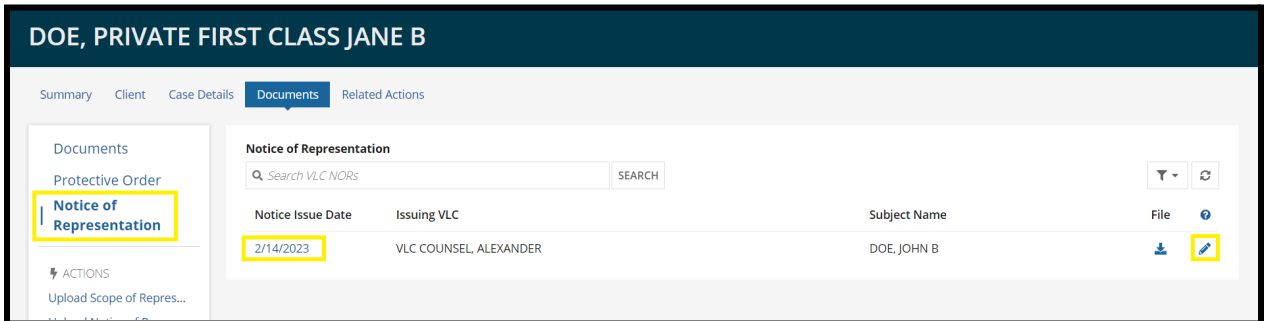 DOE, PRIVATE FIRST CLASS JANE B
Summary Client Case Details Documents Related Actions
Documents
Protective Order
Notice of
Representation
ACTIONS
Upload Scope of Repres...
Notice of Representation
Search VLC NORs SEARCH
Notice Issue Date Issuing VLC Subject Name File
2/14/2023 VLC COUNSEL, ALEXANDER DOE, JOHN B